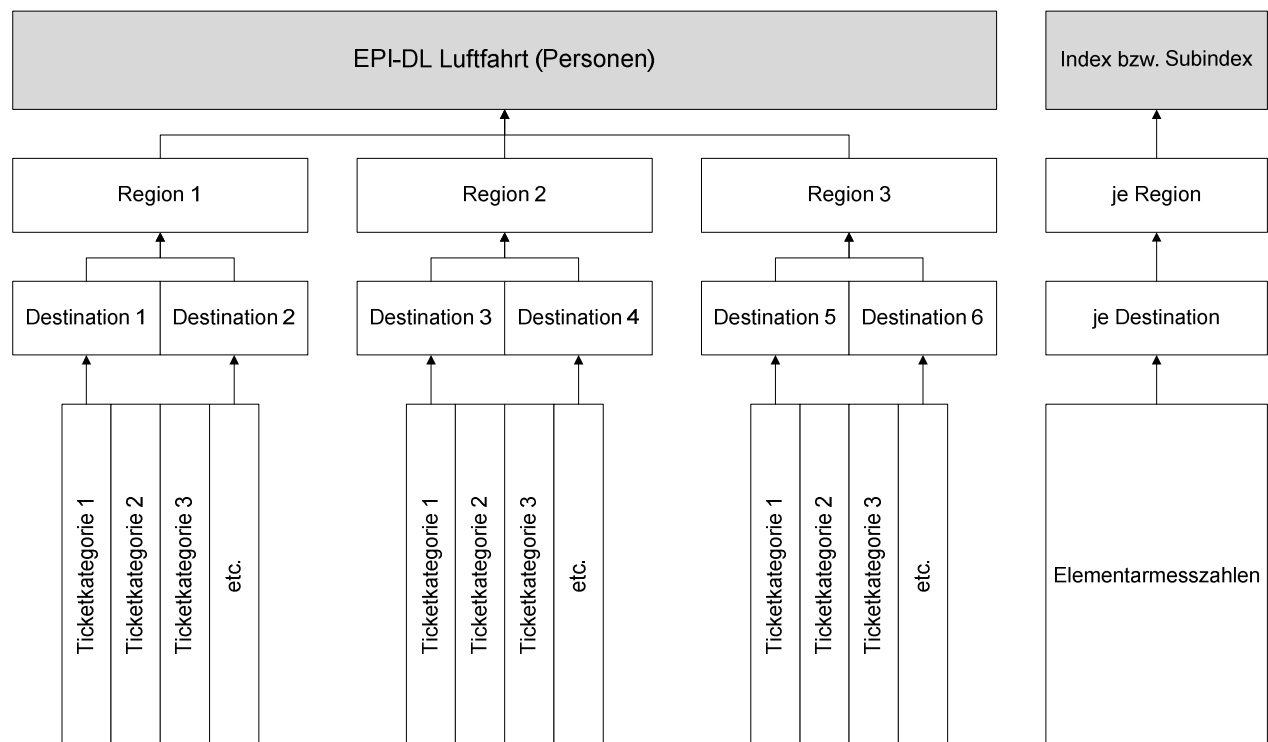 EPI-DL Luftfahrt (Personen)
Index bzw. Subindex
Region 1
Region 2
Region 3
je Region
Destination 1
Destination 2
Destination 3
Destination 4
Destination 5
Destination 6
je Destination
Ticketkategorie 1
Ticketkategorie 2
Ticketkategorie 3
etc.
Ticketkategorie 1
Ticketkategorie 2
Ticketkategorie 3
etc.
Ticketkategorie 1
Ticketkategorie 2
Ticketkategorie 3
etc.
Elementarmesszahlen